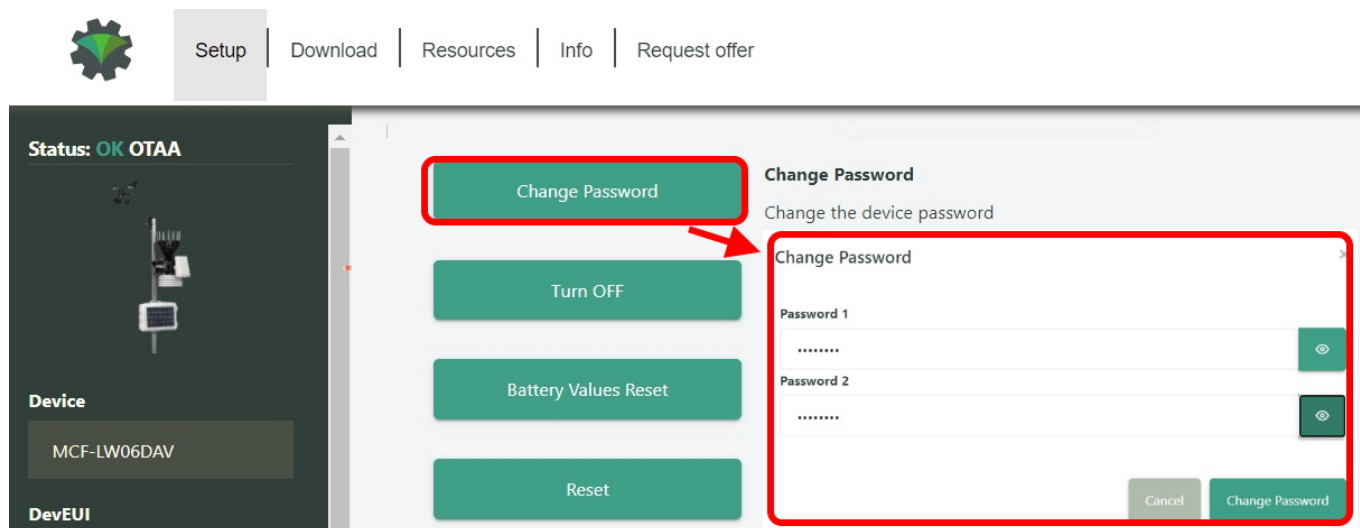 Setup
Download
Resources
Info
Request offer
Status: OK OTAA
Device
MCF-LW06DAV
DevEUI
Change Password
Turn OFF
Battery Values Reset
Reset
Change Password
Change the device password
Change Password
×
Password 1
••••••••
Password 2
••••••••
Cancel
Change Password